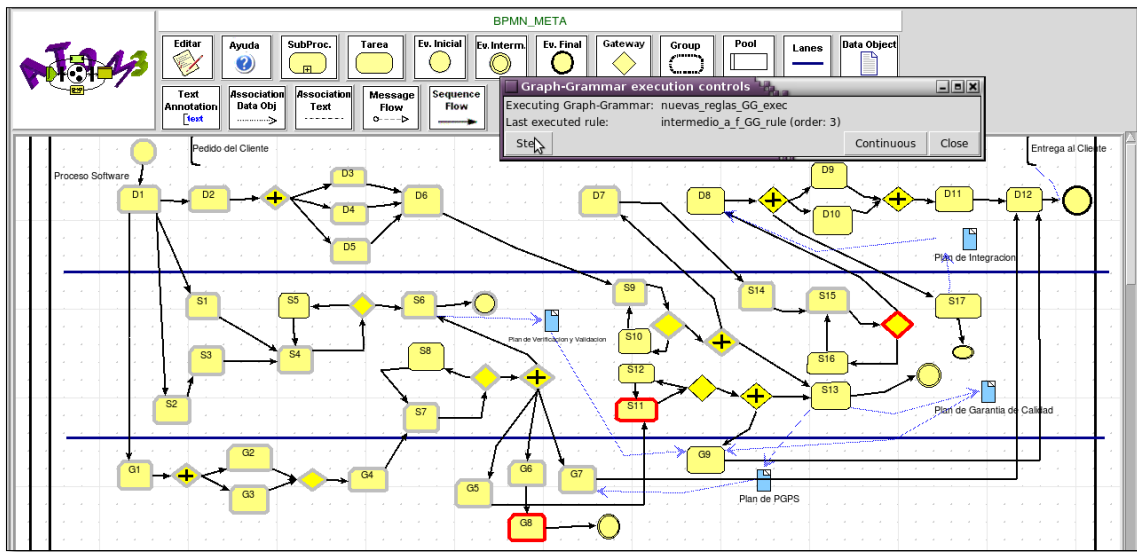 BPMN_META
ATOM3
Editar
Ayuda
SubProc.
Tarea
Ev. Inicial
Ev. Interm.
Ev. Final
Gateway
Group
Pool
Lanes
Data Object
Text Annotation
[text
Association Data Obj
Association Text
Message Flow
Sequence Flow
Graph-Grammar execution controls
Executing Graph-Grammar: nuevas_reglas_GG_exec
Last executed rule: intermedio_a_f_GG_rule (order: 3)
Continuous
Close
Pedido del Cliente
Entrega al Cliente
Proceso Software
D1
D2
D3
D4
D5
D6
D7
D8
D9
D10
D11
D12
Plan de Integracion
S1
S2
S3
S4
S5
S6
Plan de Verificacion y Validacion
S7
S8
S9
S10
S11
S12
S13
S14
S15
S16
S17
Plan de Garantia de Calidad
G1
G2
G3
G4
G5
G6
G7
G8
G9
Plan de PGPS